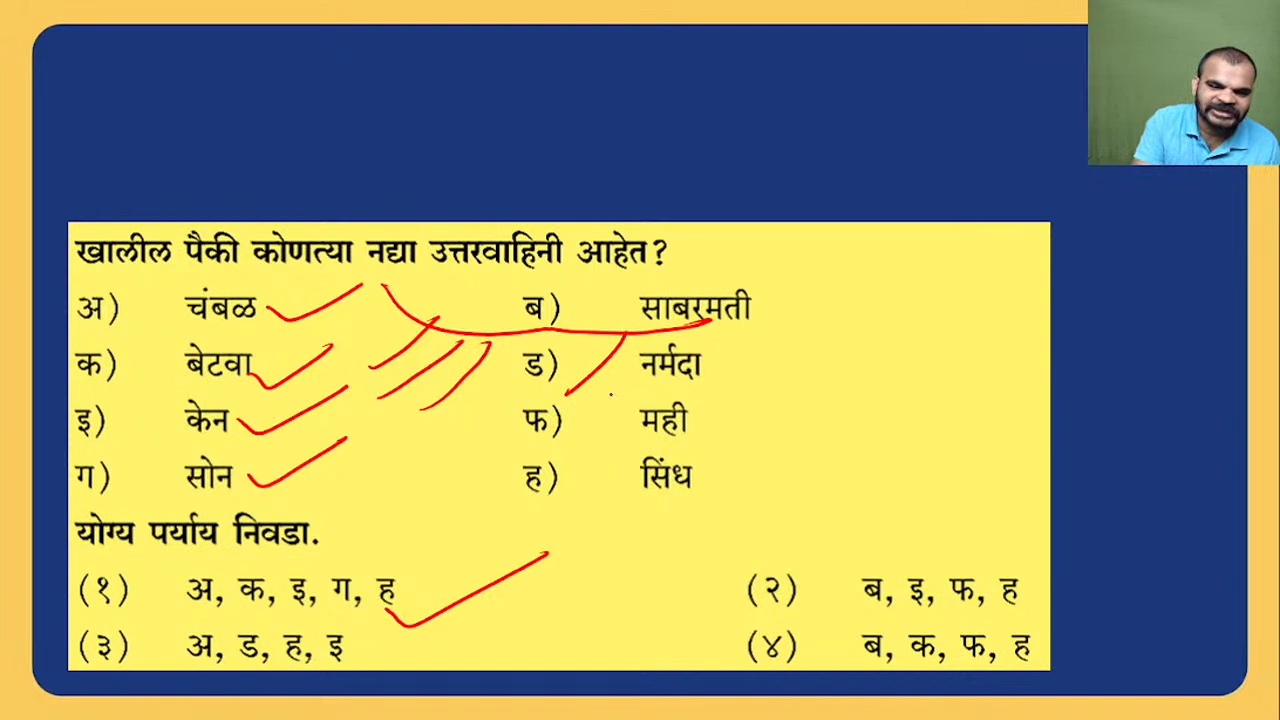 खालील पैकी कोणत्या नद्या उत्तरवाहिनी आहेत?
अ) चंबळ ब) साबरमती
क) बेटवा ड) नर्मदा
इ) केन फ) मही
ग) सोन ह) सिंध
योग्य पर्याय निवडा.
(१) अ, क, इ, ग, ह (२) ब, इ, फ, ह
(३) अ, ड, ह, इ (४) ब, क, फ, ह